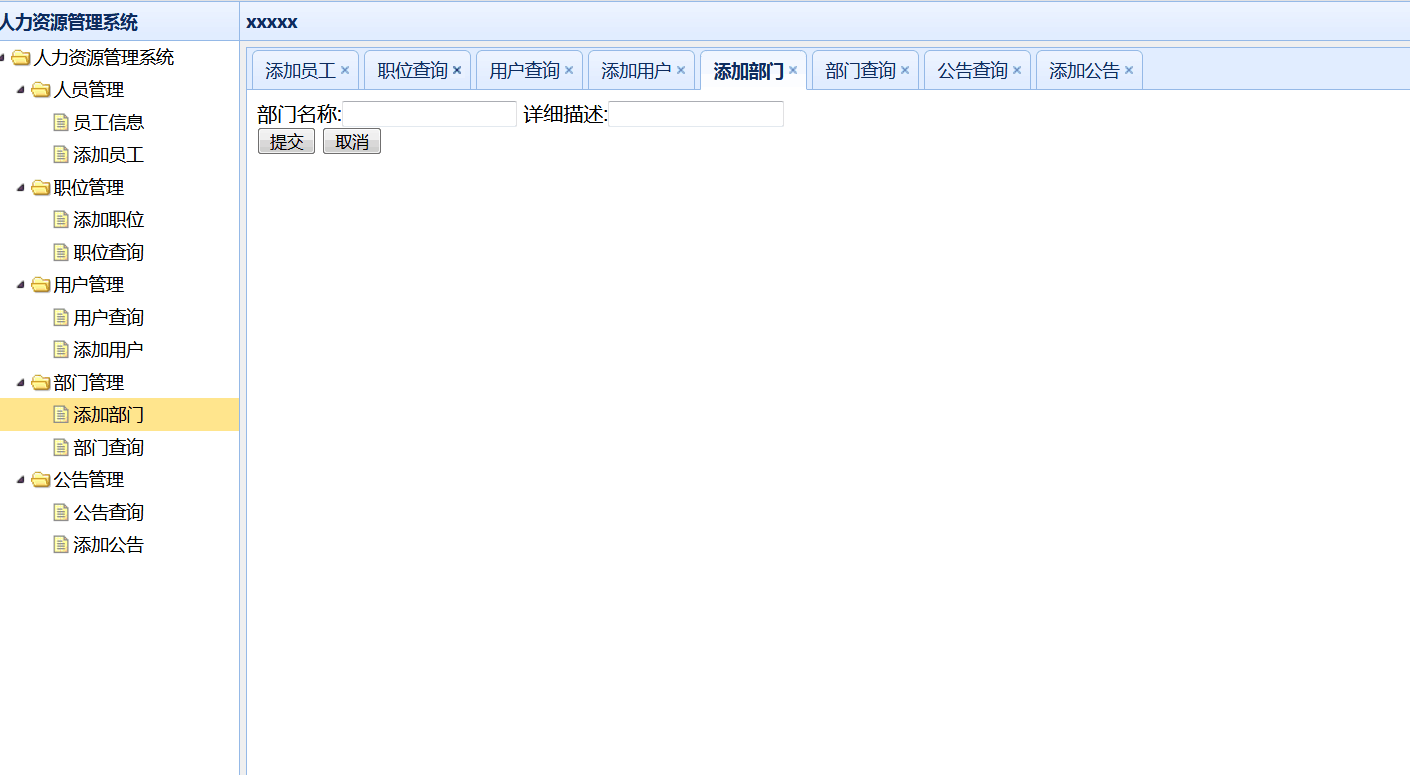 人力资源管理系统
xxxxx
人力资源管理系统
人员管理
员工信息
添加员工
职位管理
添加职位
职位查询
用户管理
用户查询
添加用户
部门管理
添加部门
部门查询
公告管理
公告查询
添加公告
添加员工 × 职位查询 × 用户查询 × 添加用户 × 添加部门 × 部门查询 × 公告查询 × 添加公告 ×
部门名称: 详细描述:
提交 取消